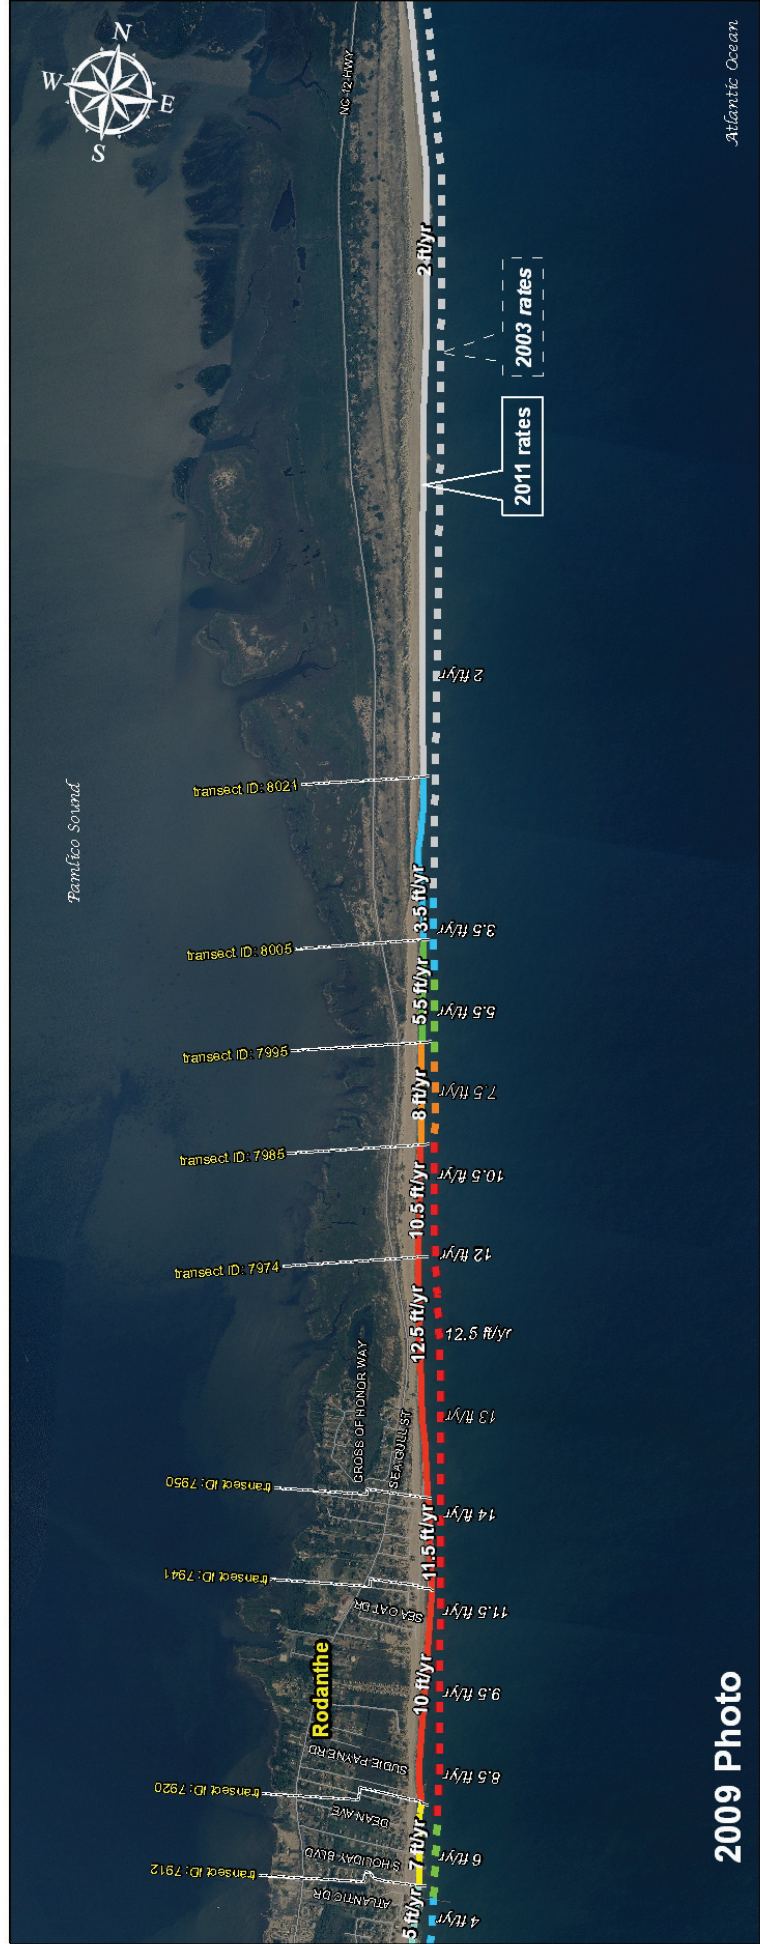 N
W
E
S
NC 12 HWY
Atlantic Ocean
2 ft/yr
2003 rates
2011 rates
2 ft/yr
Pamlico Sound
transect ID: 8021
3.5 ft/yr
3.5 ft/yr
transect ID: 8005
5.5 ft/yr
5.5 ft/yr
transect ID: 7995
8 ft/yr
7.5 ft/yr
transect ID: 7985
10.5 ft/yr
10.5 ft/yr
12 ft/yr
transect ID: 7974
12.5 ft/yr
12.5 ft/yr
CROSS OF HONOR WAY
SEA GULL ST
13 ft/yr
transect ID: 7950
14 ft/yr
11.5 ft/yr
transect ID: 7941
SEA OAT DR
11.5 ft/yr
Rodanthe
10 ft/yr
9.5 ft/yr
SUDIE PAYNE RD
8.5 ft/yr
transect ID: 7920
DEAN AVE
7 ft/yr
6 ft/yr
S HOLIDAY BLVD
transect ID: 7912
ATLANTIC DR
5 ft/yr
4 ft/yr
2009 Photo